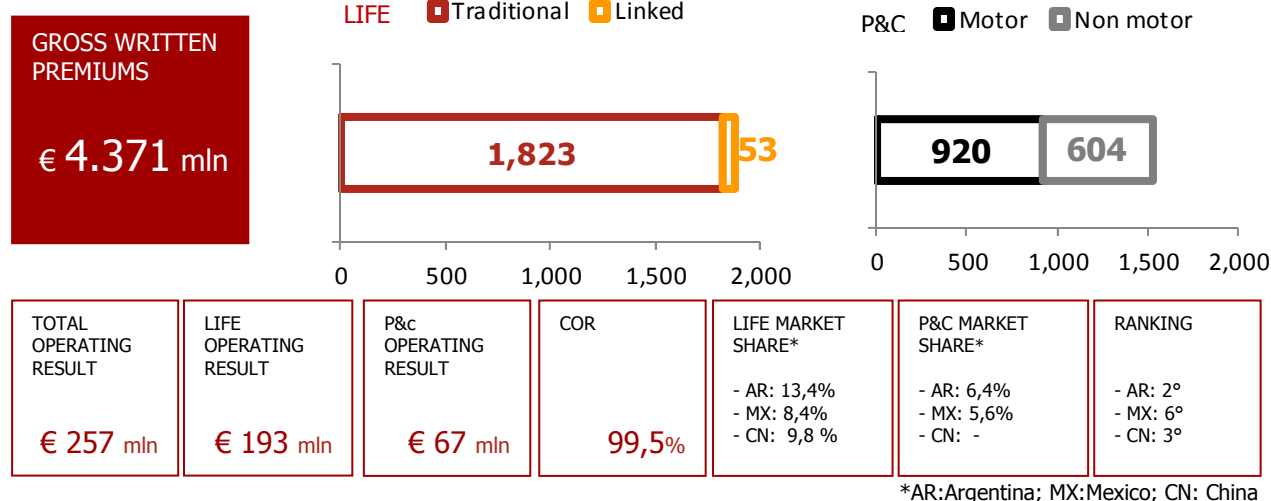 GROSS WRITTEN
PREMIUMS
€ 4.371 mln
LIFE
Traditional
Linked
1,823
53
0
500
1,000
1,500
2,000
P&C
Motor
Non motor
920
604
0
500
1,000
1,500
2,000
TOTAL
OPERATING
RESULT
€ 257 mln
LIFE
OPERATING
RESULT
€ 193 mln
P&c
OPERATING
RESULT
€ 67 mln
COR
99,5%
LIFE MARKET
SHARE*
- AR: 13,4%
- MX: 8,4%
- CN: 9,8 %
P&C MARKET
SHARE*
- AR: 6,4%
- MX: 5,6%
- CN: -
RANKING
- AR: 2°
- MX: 6°
- CN: 3°
*AR:Argentina; MX:Mexico; CN: China